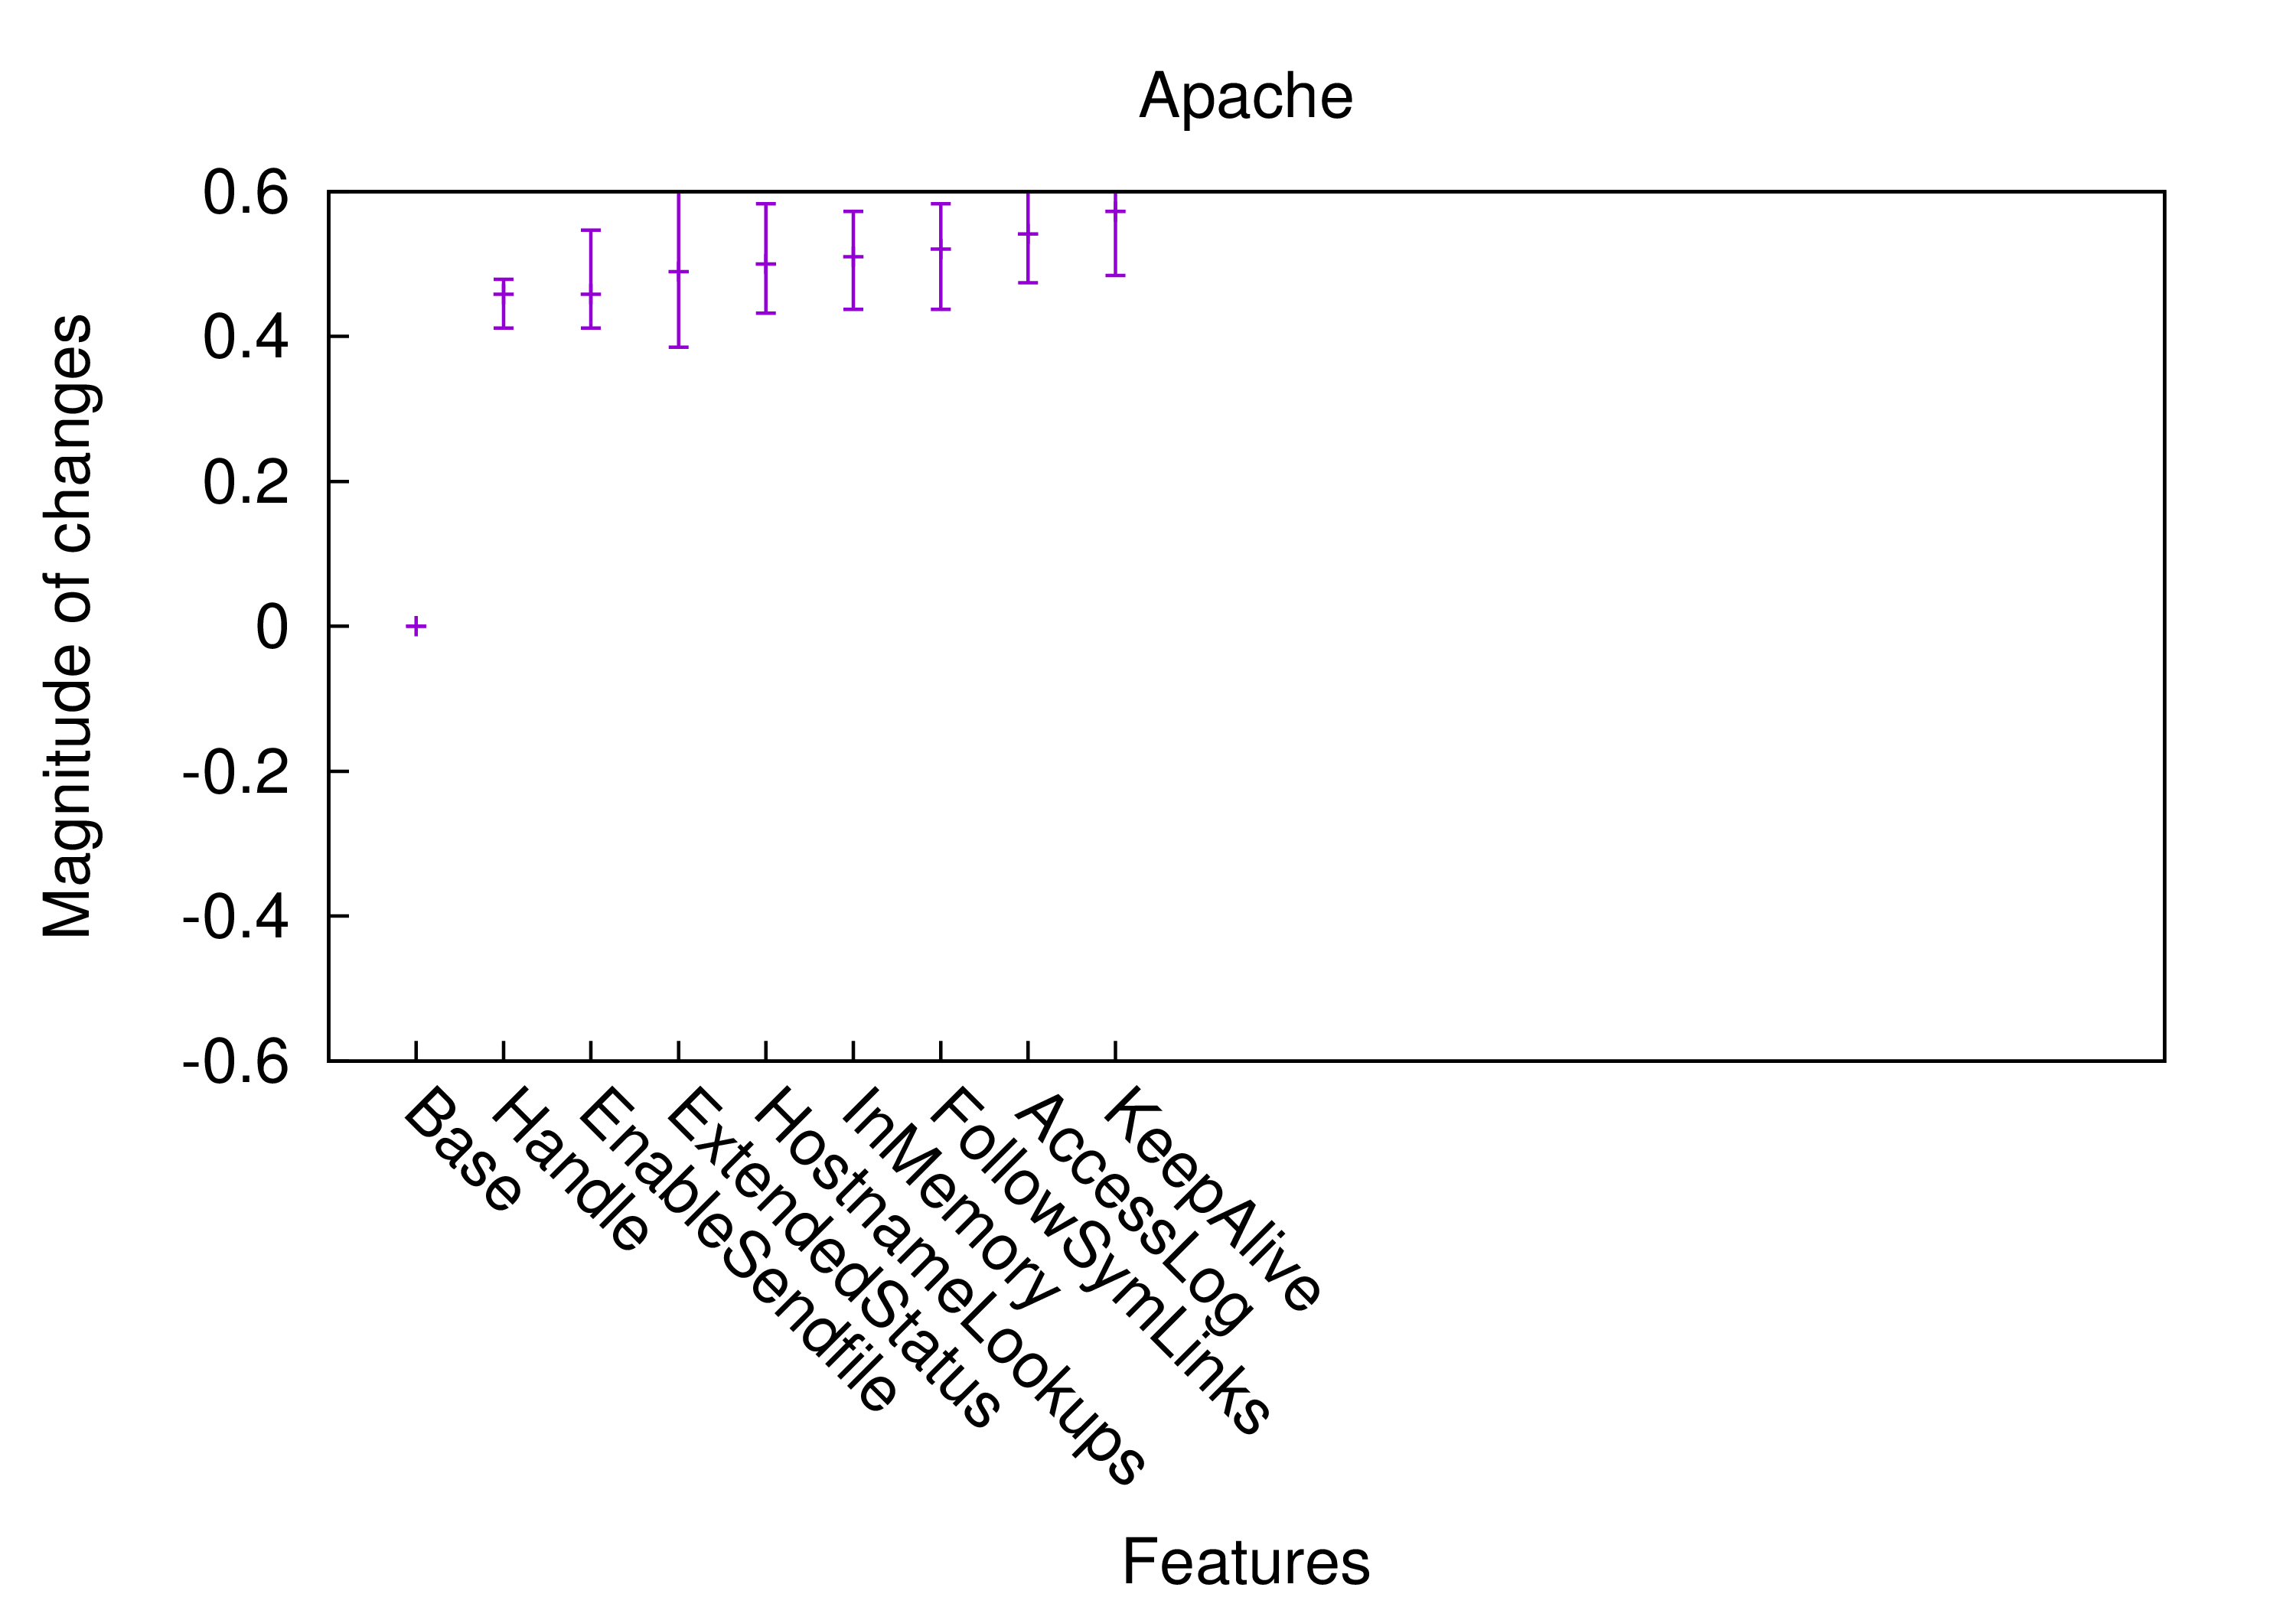 Apache
0.6
0.4
0.2
0
-0.2
-0.4
-0.6
Magnitude of changes
Base
Handle
EnableSendfile
ExtendedStatus
HostnameLookups
InMemory
FollowSymLinks
AccessLog
KeepAlive
Features